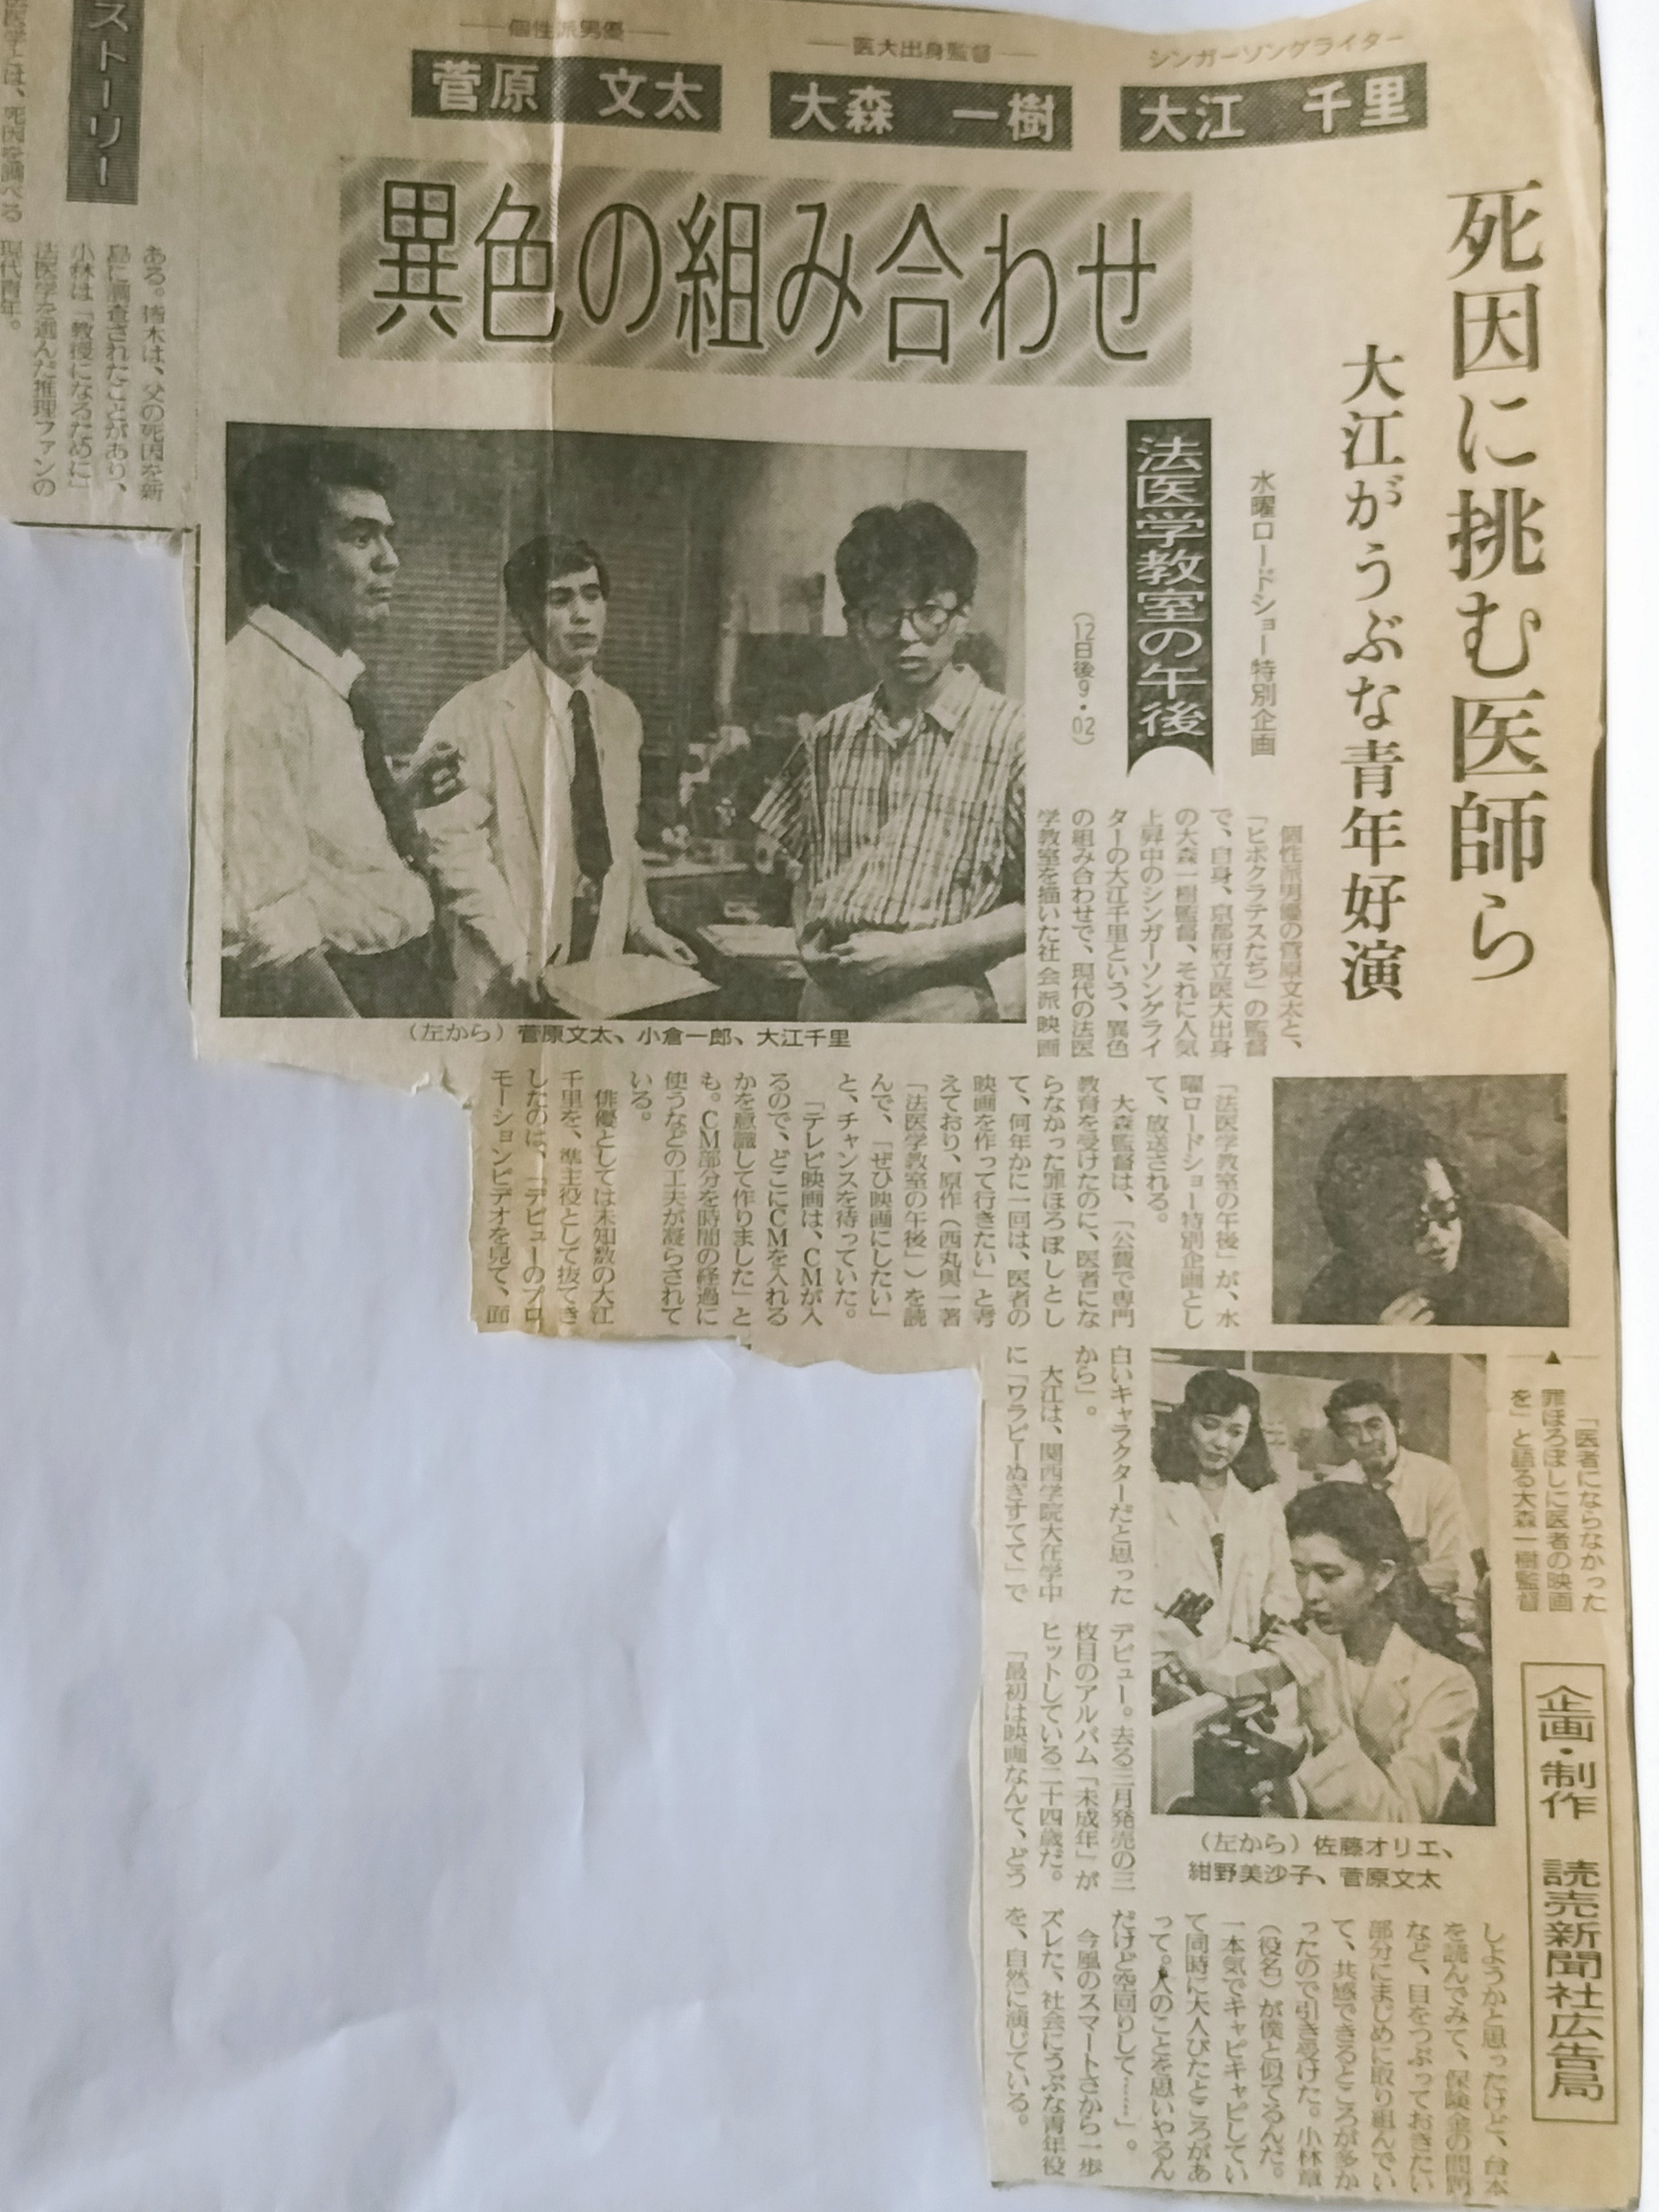 死因に挑む医師ら
大江がうぶな青年好演
シンガーソングライター
大江 千里
医大出身監督
大森 一樹
個性派男優
菅原 文太
異色の組み合わせ
水曜ロードショー特別企画
法医学教室の午後
(12日後9・02)
個性派男優の菅原文太と、
「ヒポクラテスたち」の監督
で、自身、京都府立医大出身
の大森一樹監督、それに人気
上昇中のシンガーソングライ
ターの大江千里という、異色
の組み合わせで、現代の法医
学教室を描いた社会派映画
(左から)菅原文太、小倉一郎、大江千里
「法医学教室の午後」が、水
曜ロードショー特別企画とし
て、放送される。
大森監督は、「公費で専門
教育を受けたのに、医者にな
らなかった罪ほろぼしとし
て、何年かに一回は、医者の
映画を作って行きたい」と考
えており、原作(西丸與一著
「法医学教室の午後」)を読
んで、「ぜひ映画にしたい」
と、チャンスを待っていた。
「テレビ映画は、CMが入
るので、どこにCMを入れる
かを意識して作りました」と
も。CM部分を時間の経過に
使うなどの工夫が凝らされて
いる。
俳優としては未知数の大江
千里を、準主役として抜てき
したのは、「デビューのプロ
モーションビデオを見て、面
▲
「医者にならなかった
罪ほろぼしに医者の映画
を」と語る大森一樹監督
白いキャラクターだと思った
から」。
大江は、関西学院大在学中
に「ワラビーぬぎすてて」で
デビュー。去る三月発売の三
枚目のアルバム「未成年」が
ヒットしている二十四歳だ。
「最初は映画なんて、どう
(左から)佐藤オリエ、
紺野美沙子、菅原文太
企画・制作 読売新聞社広告局
しようかと思ったけど、台本
を読んでみて、保険金の問題
など、目をつぶっておきたい
部分にまじめに取り組んでい
て、共感できるところが多か
ったので引き受けた。小林章
(役名)が僕と似てるんだ。
一本気でキャピキャピしてい
て同時に大人びたところがあ
って。人のことを思いやるん
だけど空回りして……」。
今風のスマートさから一歩
ズレた、社会にうぶな青年役
を、自然に演じている。
ストーリー
法医学とは、死因を調べる
ある。橋木は、父の死因を新
島に調査されたことがあり、
小林は「教授になるために」
法医学を選んだ推理ファンの
現代青年。